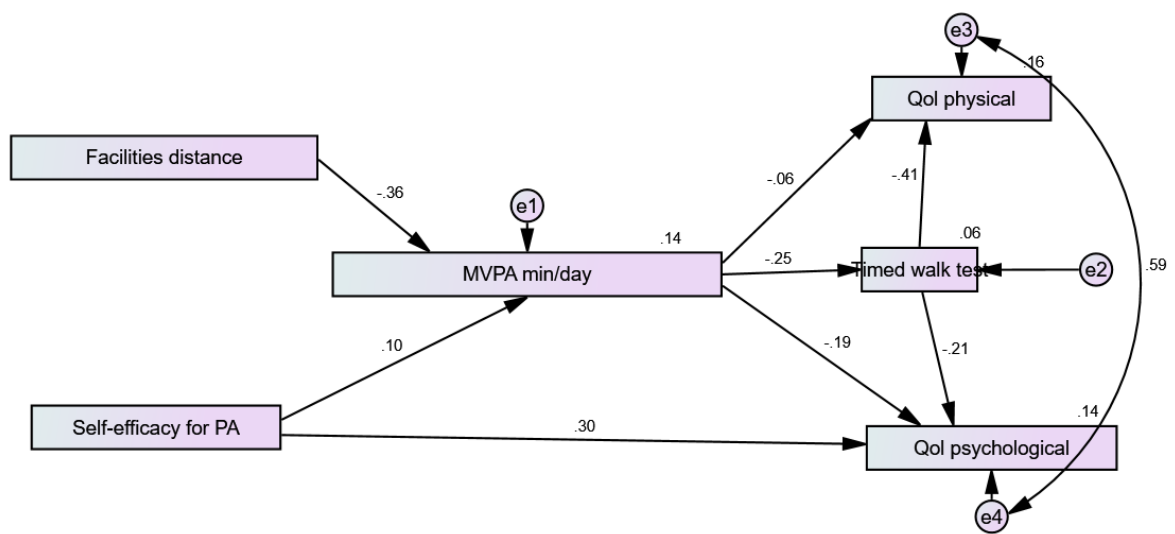 e3
.16
Qol physical
Facilities distance
-.36
-.06
-.41
e1
.14
.06
MVPA min/day
-.25
Timed walk test
e2
.59
.10
-.19
-.21
Self-efficacy for PA
.30
.14
Qol psychological
e4